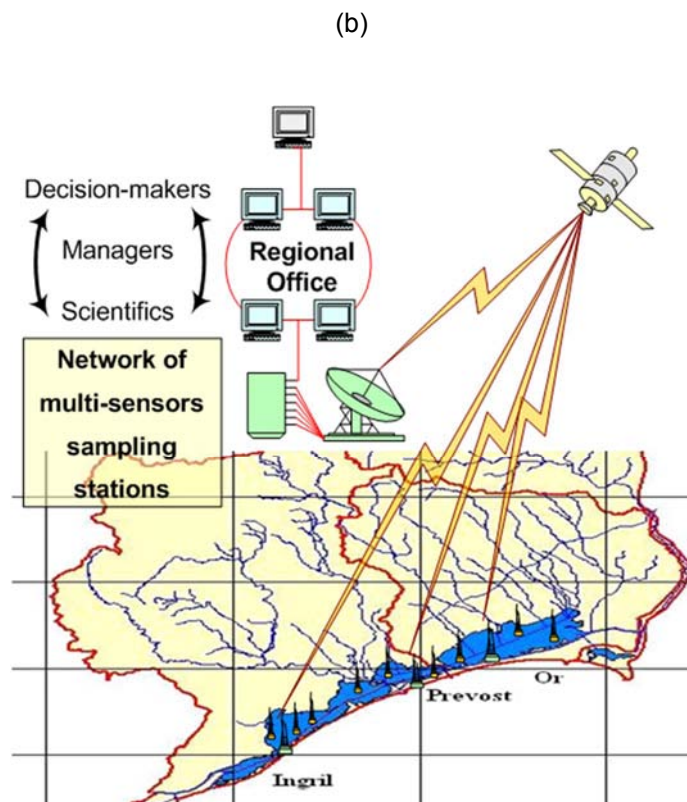 (b)
Decision-makers
Managers
Scientifics
Regional
Office
Network of
multi-sensors
sampling
stations
Or
Prevost
Ingril